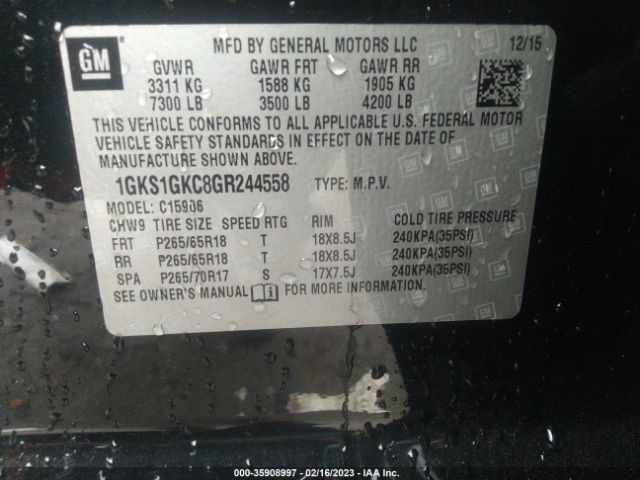 GM
MFD BY GENERAL MOTORS LLC 12/15
GVWR GAWR FRT GAWR RR
3311 KG 1588 KG 1905 KG
7300 LB 3500 LB 4200 LB
THIS VEHICLE CONFORMS TO ALL APPLICABLE U.S. FEDERAL MOTOR
VEHICLE SAFETY STANDARDS IN EFFECT ON THE DATE OF
MANUFACTURE SHOWN ABOVE.
1GKS1GKC8GR244558 TYPE: M.P.V.
MODEL: C15906
CHW9 TIRE SIZE SPEED RTG RIM COLD TIRE PRESSURE
FRT P265/65R18 T 18X8.5J 240KPA(35PSI)
RR P265/65R18 T 18X8.5J 240KPA(35PSI)
SPA P265/70R17 S 17X7.5J 240KPA(35PSI)
SEE OWNER'S MANUAL FOR MORE INFORMATION.
000-35908997 - 02/16/2023 - IAA Inc.